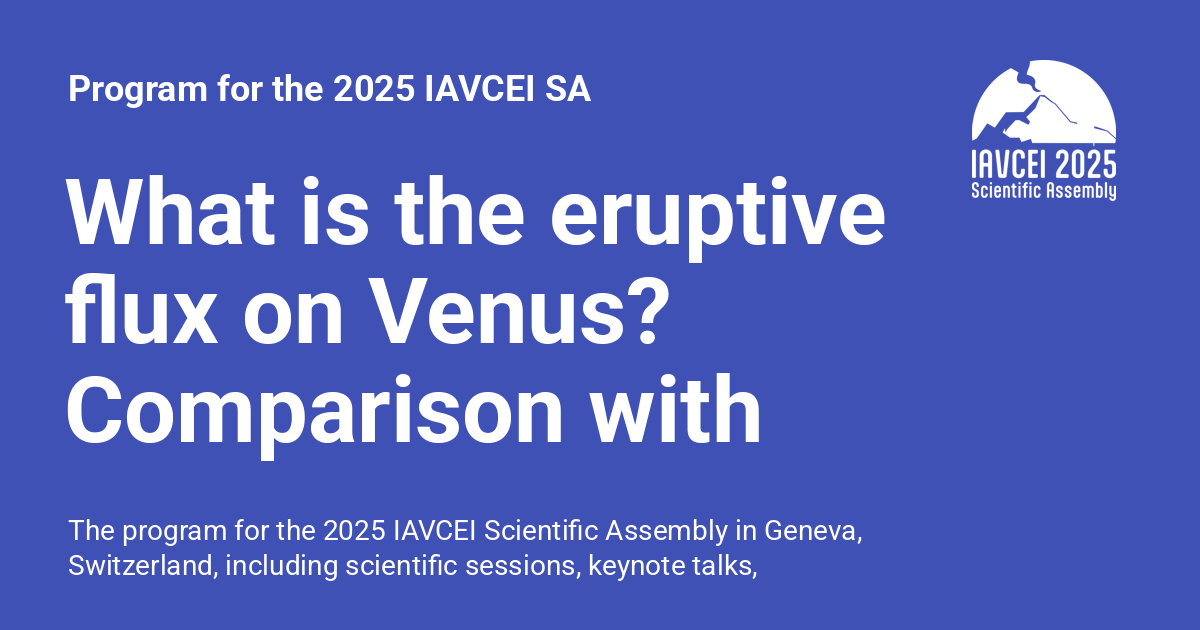 Program for the 2025 IAVCEI SA
IAVCEI 2025
Scientific Assembly
What is the eruptive
flux on Venus?
Comparison with
The program for the 2025 IAVCEI Scientific Assembly in Geneva,
Switzerland, including scientific sessions, keynote talks,